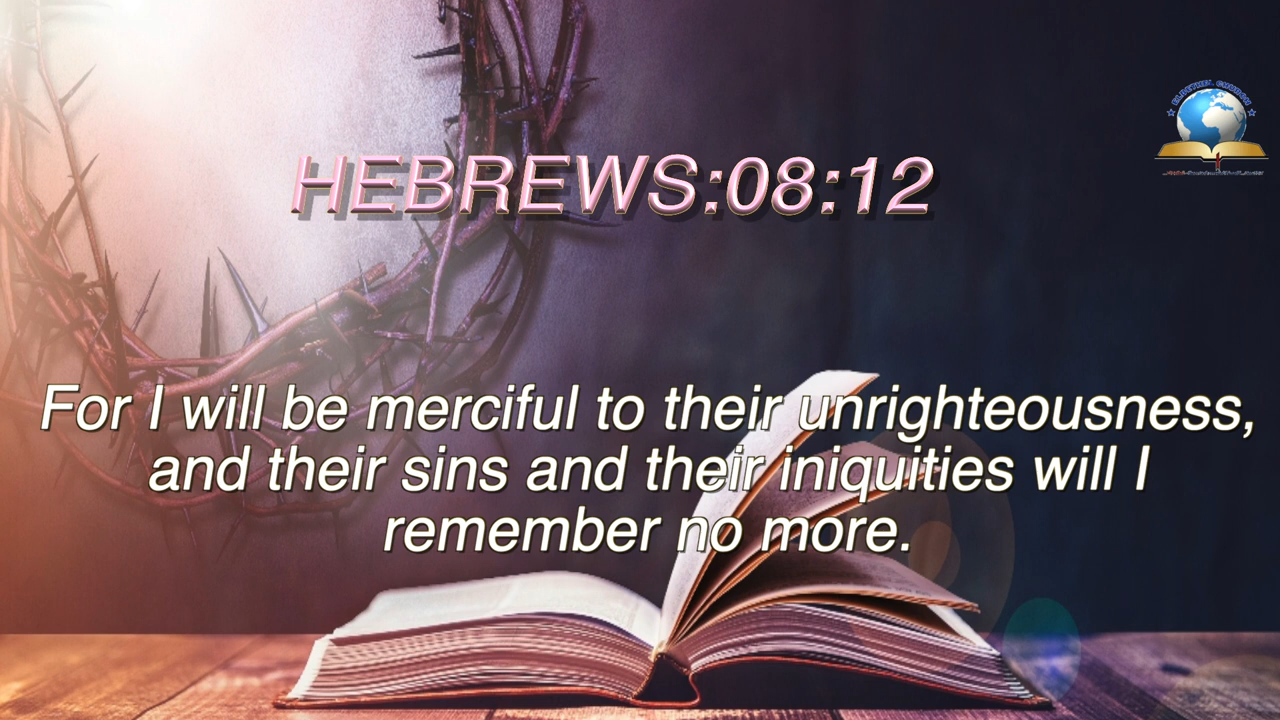 HEBREWS:08:12
For I will be merciful to their unrighteousness,
and their sins and their iniquities will I
remember no more.